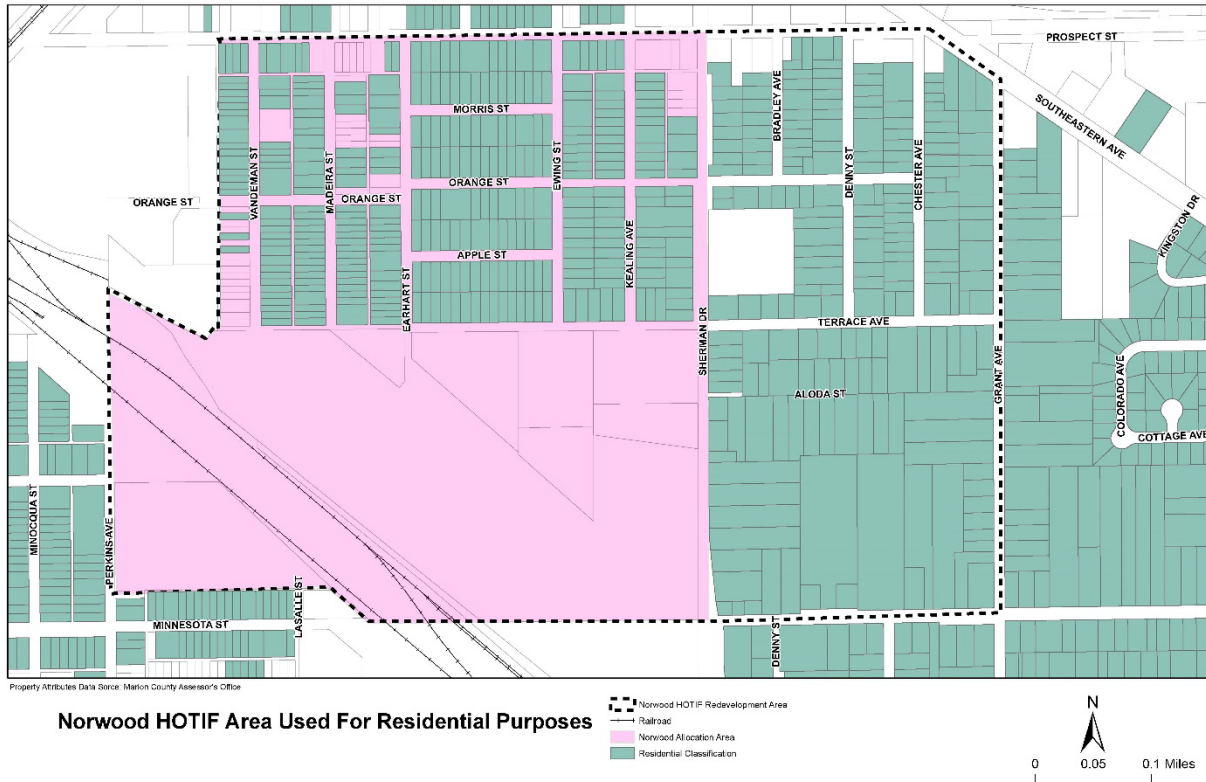 PROSPECT ST
SOUTHEASTERN AVE
MORRIS ST
BRADLEY AVE
VANDEMAN ST
MADEIRA ST
EWING ST
DENNY ST
CHESTER AVE
ORANGE ST
ORANGE ST
ORANGE ST
KINGSTON DR
KEALING AVE
APPLE ST
EARHART ST
SHERMAN DR
TERRACE AVE
GRANT AVE
COLORADO AVE
ALODA ST
COTTAGE AVE
MINOCQUA ST
PERKINS AVE
LASALLE ST
MINNESOTA ST
DENNY ST
Property Attributes Data Sorce: Marion County Assessor's Office
Norwood HOTIF Area Used For Residential Purposes
Norwood HOTIF Redevelopment Area
Railroad
Norwood Allocation Area
Residential Classification
N
0 0.05 0.1 Miles